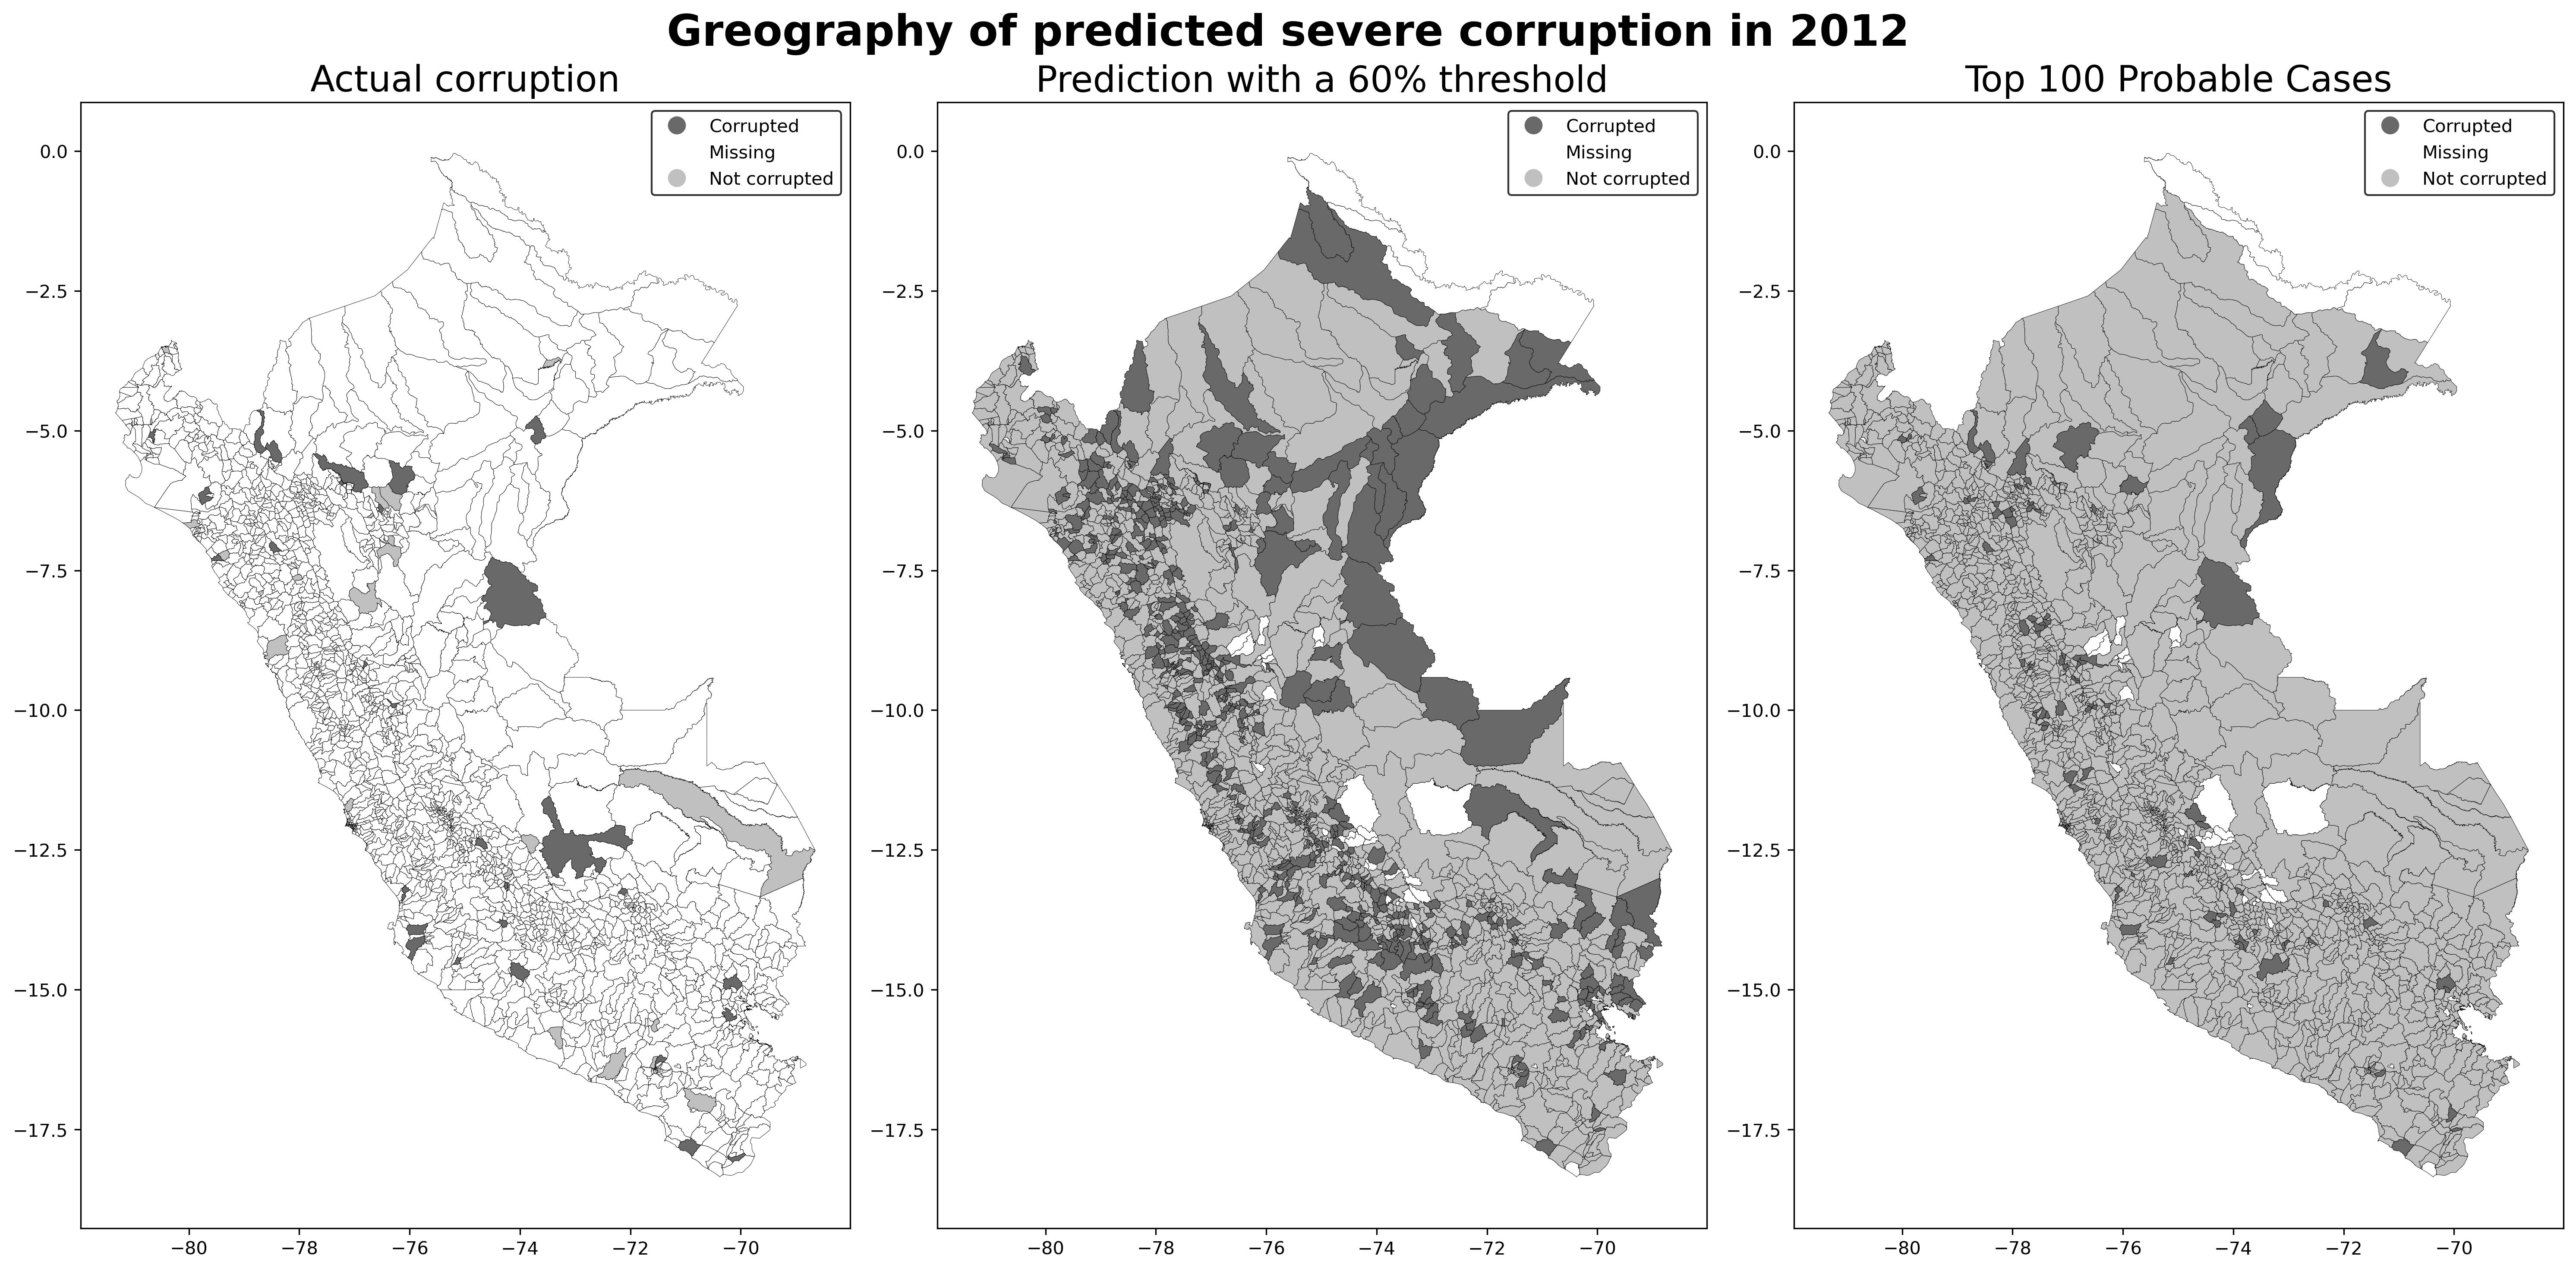 Greography of predicted severe corruption in 2012
Actual corruption
Corrupted
Missing
Not corrupted
0.0
−2.5
−5.0
−7.5
−10.0
−12.5
−15.0
−17.5
−80 −78 −76 −74 −72 −70
Prediction with a 60% threshold
Corrupted
Missing
Not corrupted
0.0
−2.5
−5.0
−7.5
−10.0
−12.5
−15.0
−17.5
−80 −78 −76 −74 −72 −70
Top 100 Probable Cases
Corrupted
Missing
Not corrupted
0.0
−2.5
−5.0
−7.5
−10.0
−12.5
−15.0
−17.5
−80 −78 −76 −74 −72 −70